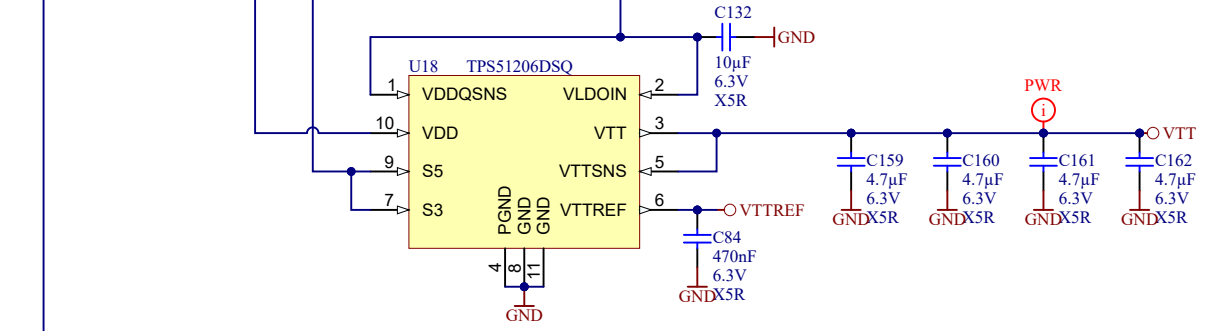 C132
GND
10µF
6.3V
X5R
U18 TPS51206DSQ
1 VDDQSNS VLDOIN 2
10 VDD VTT 3
9 S5 VTTSNS 5
7 S3 VTTREF 6
PGND GND GND
4 8 11
GND
PWR
i
VTT
C159
4.7µF
6.3V
X5R
GND
C160
4.7µF
6.3V
X5R
GND
C161
4.7µF
6.3V
X5R
GND
C162
4.7µF
6.3V
X5R
GND
VTTREF
C84
470nF
6.3V
X5R
GND